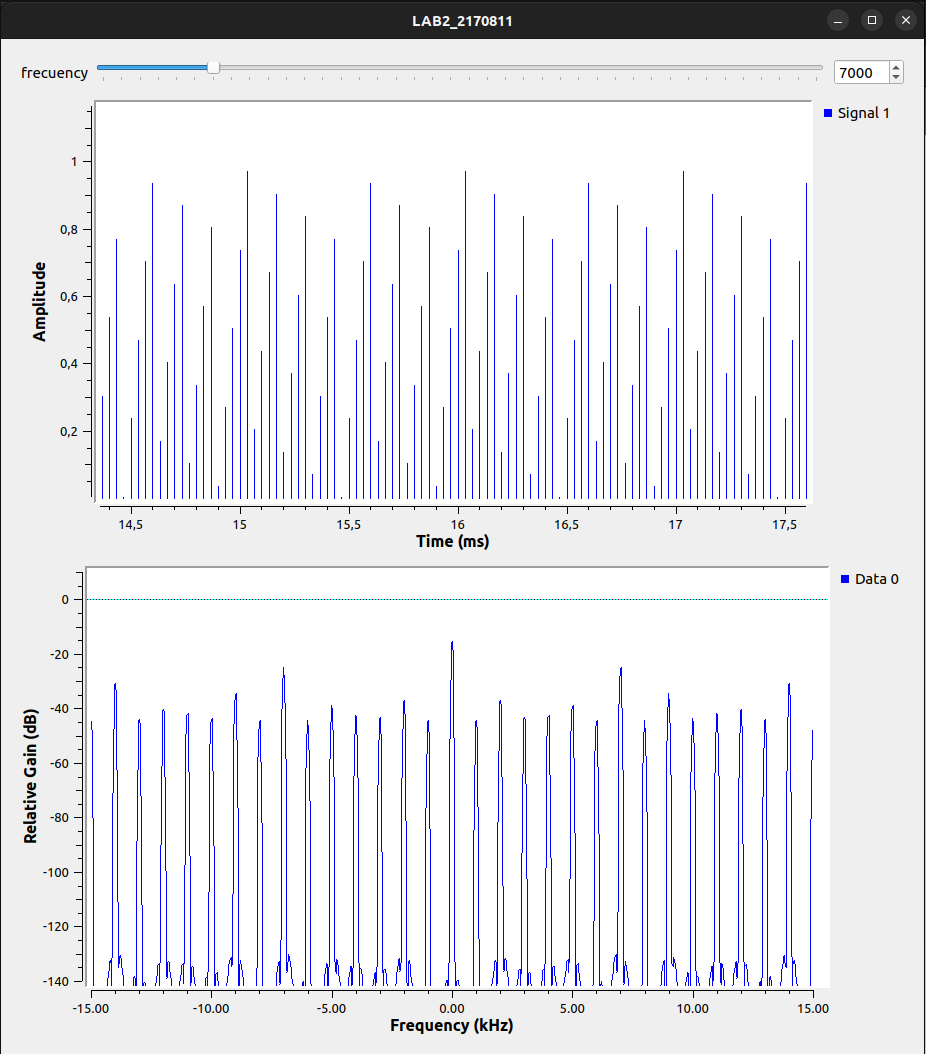 LAB2_2170811
frecuency
7000
Signal 1
Amplitude
1
0,8
0,6
0,4
0,2
14,5 15 15,5 16 16,5 17 17,5
Time (ms)
Data 0
Relative Gain (dB)
0
-20
-40
-60
-80
-100
-120
-140
-15.00 -10.00 -5.00 0.00 5.00 10.00 15.00
Frequency (kHz)